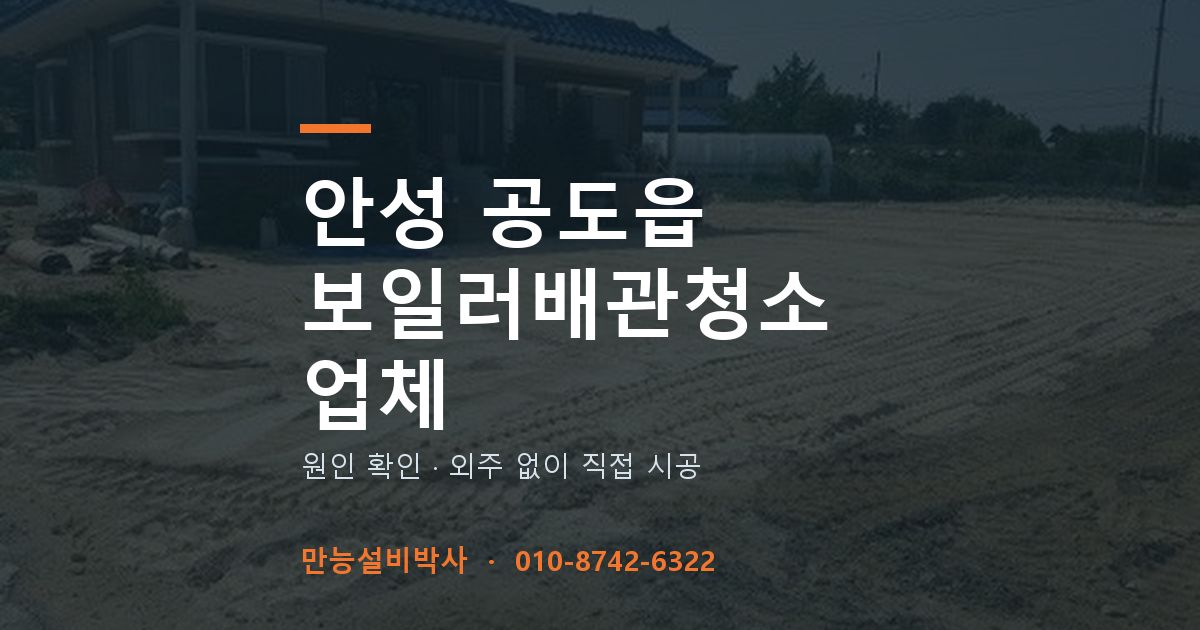 안성 공도읍
보일러배관청소
업체
원인 확인 · 외주 없이 직접 시공
만능설비박사 · 010-8742-6322